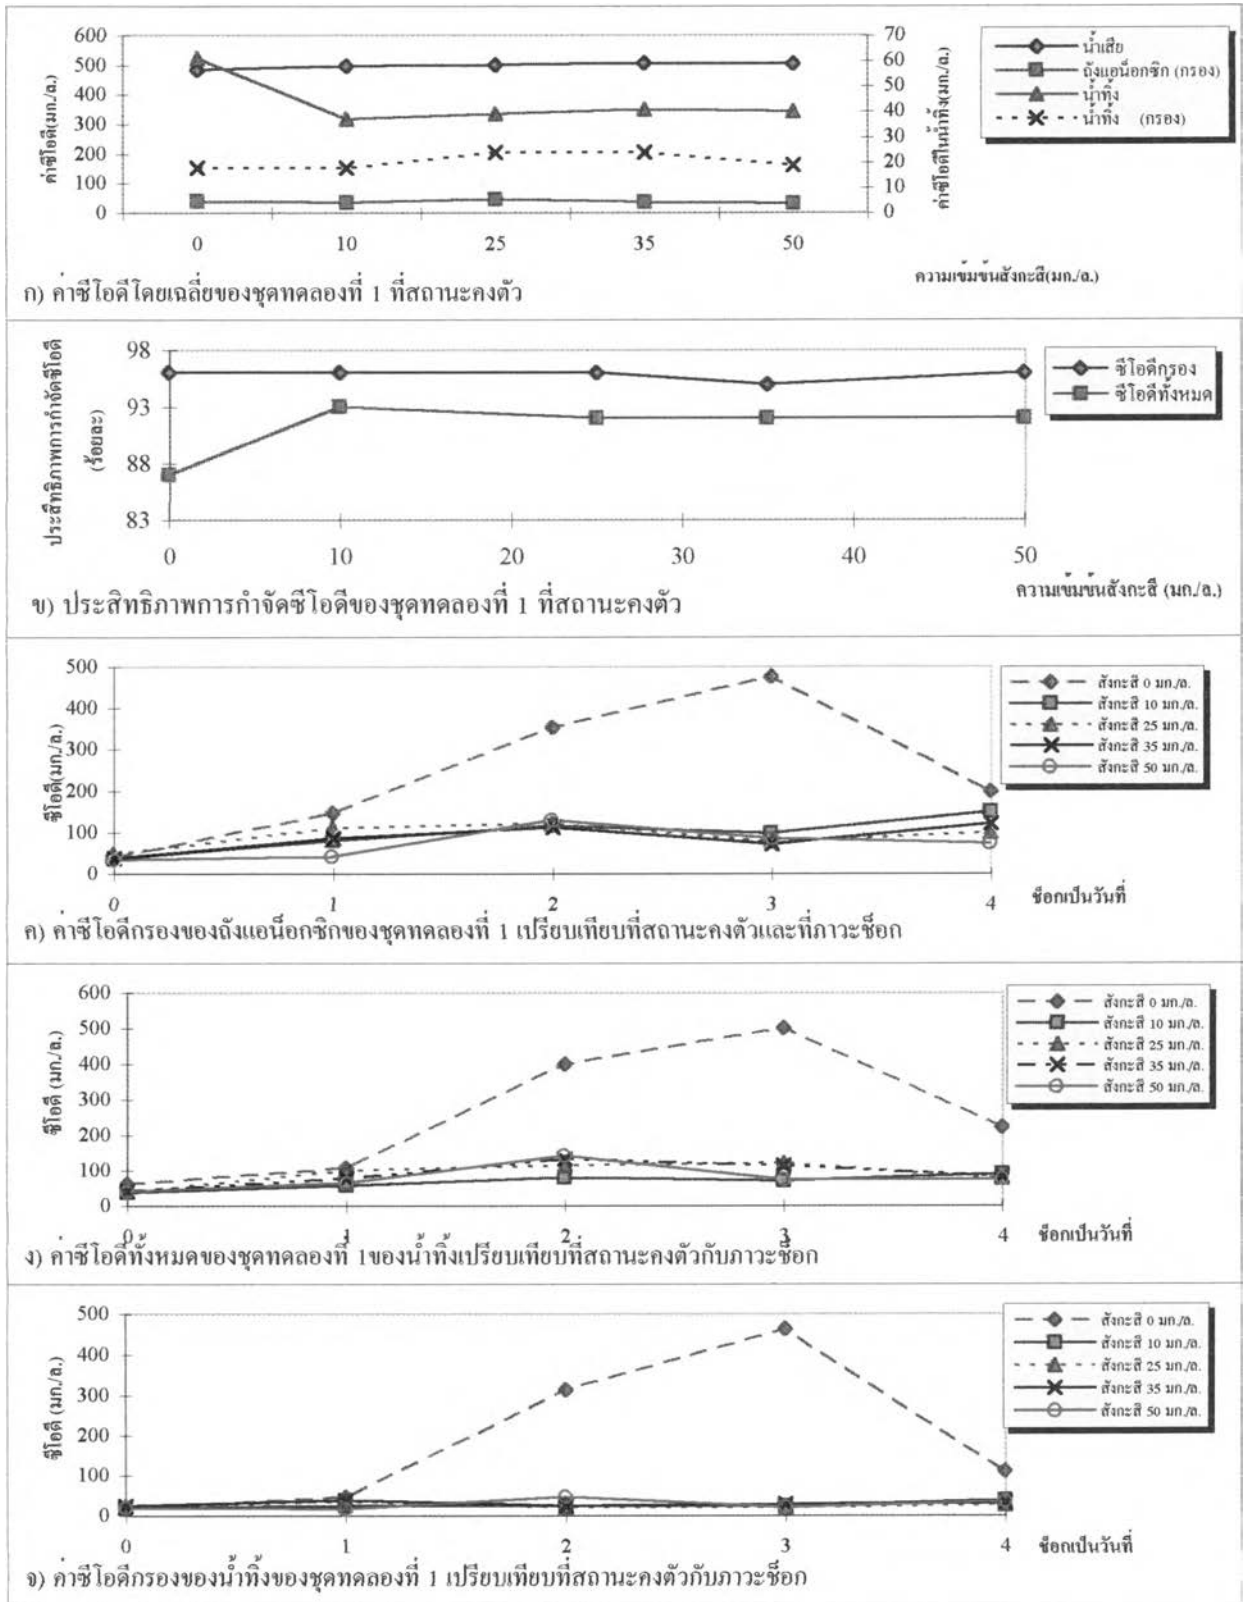 600
500
400
300
200
100
0
ค่าซีโอดี(มก./ล.)
70
60
50
40
30
20
10
0
ค่าซีโอดีในน้ำทิ้ง(มก./ล.)
น้ำเสีย
ถังแอน็อกซิก (กรอง)
น้ำทิ้ง
น้ำทิ้ง (กรอง)
0 10 25 35 50
ความเข้มข้นสังกะสี(มก./ล.)
ก) ค่าซีโอดีโดยเฉลี่ยของชุดทดลองที่ 1 ที่สถานะคงตัว
98
93
88
83
ประสิทธิภาพการกำจัดซีโอดี
(ร้อยละ)
ซีโอดีกรอง
ซีโอดีทั้งหมด
0 10 20 30 40 50
ความเข้มข้นสังกะสี (มก./ล.)
ข) ประสิทธิภาพการกำจัดซีโอดีของชุดทดลองที่ 1 ที่สถานะคงตัว
500
400
300
200
100
0
ซีโอดี(มก./ล.)
สังกะสี 0 มก./ล.
สังกะสี 10 มก./ล.
สังกะสี 25 มก./ล.
สังกะสี 35 มก./ล.
สังกะสี 50 มก./ล.
0 1 2 3 4
ช็อกเป็นวันที่
ค) ค่าซีโอดีกรองของถังแอน็อกซิกของชุดทดลองที่ 1 เปรียบเทียบที่สถานะคงตัวและที่ภาวะช็อก
600
500
400
300
200
100
0
ซีโอดี (มก./ล.)
สังกะสี 0 มก./ล.
สังกะสี 10 มก./ล.
สังกะสี 25 มก./ล.
สังกะสี 35 มก./ล.
สังกะสี 50 มก./ล.
0 1 2 3 4
ช็อกเป็นวันที่
ง) ค่าซีโอดีทั้งหมดของชุดทดลองที่ 1ของน้ำทิ้งเปรียบเทียบที่สถานะคงตัวกับภาวะช็อก
500
400
300
200
100
0
ซีโอดี (มก./ล.)
สังกะสี 0 มก./ล.
สังกะสี 10 มก./ล.
สังกะสี 25 มก./ล.
สังกะสี 35 มก./ล.
สังกะสี 50 มก./ล.
0 1 2 3 4
ช็อกเป็นวันที่
จ) ค่าซีโอดีกรองของน้ำทิ้งของชุดทดลองที่ 1 เปรียบเทียบที่สถานะคงตัวกับภาวะช็อก